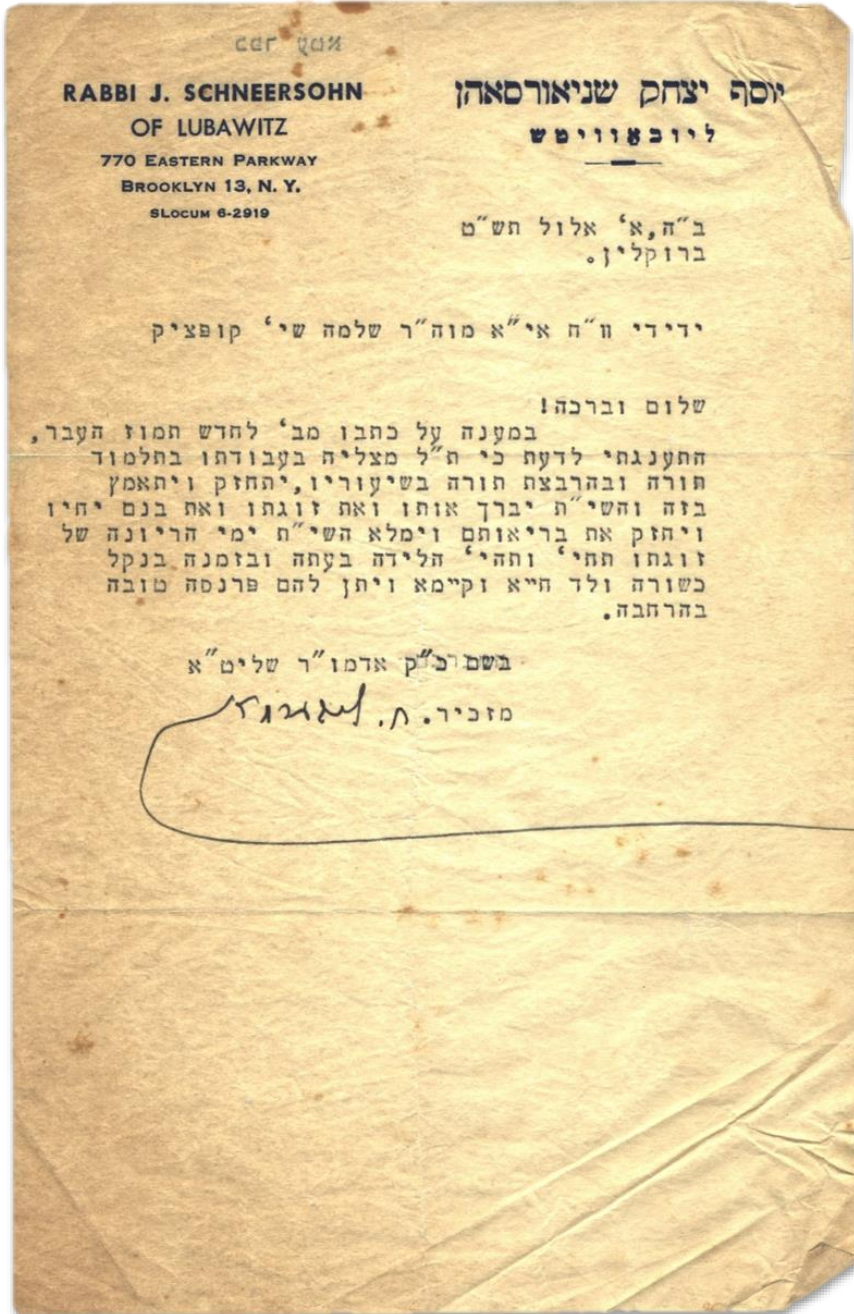 RABBI J. SCHNEERSOHN
OF LUBAWITZ
770 EASTERN PARKWAY
BROOKLYN 13, N. Y.
SLOCUM 6-2919
יוסף יצחק שניאורסאהן
ליובאוויטש
ב"ה, א' אלול תש"ט
ברוקלין.
ידידי וו"ח אי"א מוה"ר שלמה שי' קופציק
שלום וברכה!
במענה על כתבו מב' לחדש תמוז העבר,
התענגתי לדעת כי ת"ל מצליח בעבודתו בתלמוד
תורה ובהרבצת תורה בשיעוריו, יתחזק ויתאמץ
בזה והשי"ת יברך אותו ואת זוגתו ואת בנם יחיו
ויחזק את בריאותם וימלא השי"ת ימי הריונה של
זוגתו תחי' ותהי' הלידה בעתה ובזמנה בנקל
כשורה ולד חייא וקיימא ויתן להם פרנסה טובה
בהרחבה.
בשם כ"ק אדמו"ר שליט"א
מזכיר. ח.